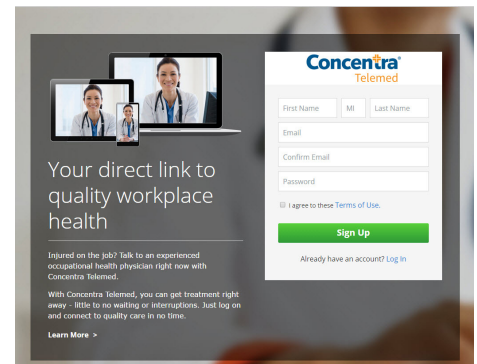 Your direct link to
quality workplace
health
Injured on the job? Talk to an experienced
occupational health physician right now with
Concentra Telemed.
With Concentra Telemed, you can get treatment right
away - little to no waiting or interruptions. Just log on
and connect to quality care in no time.
Learn More >
Concentra®
Telemed
First Name MI Last Name
Email
Confirm Email
Password
I agree to these Terms of Use.
Sign Up
Already have an account? Log In